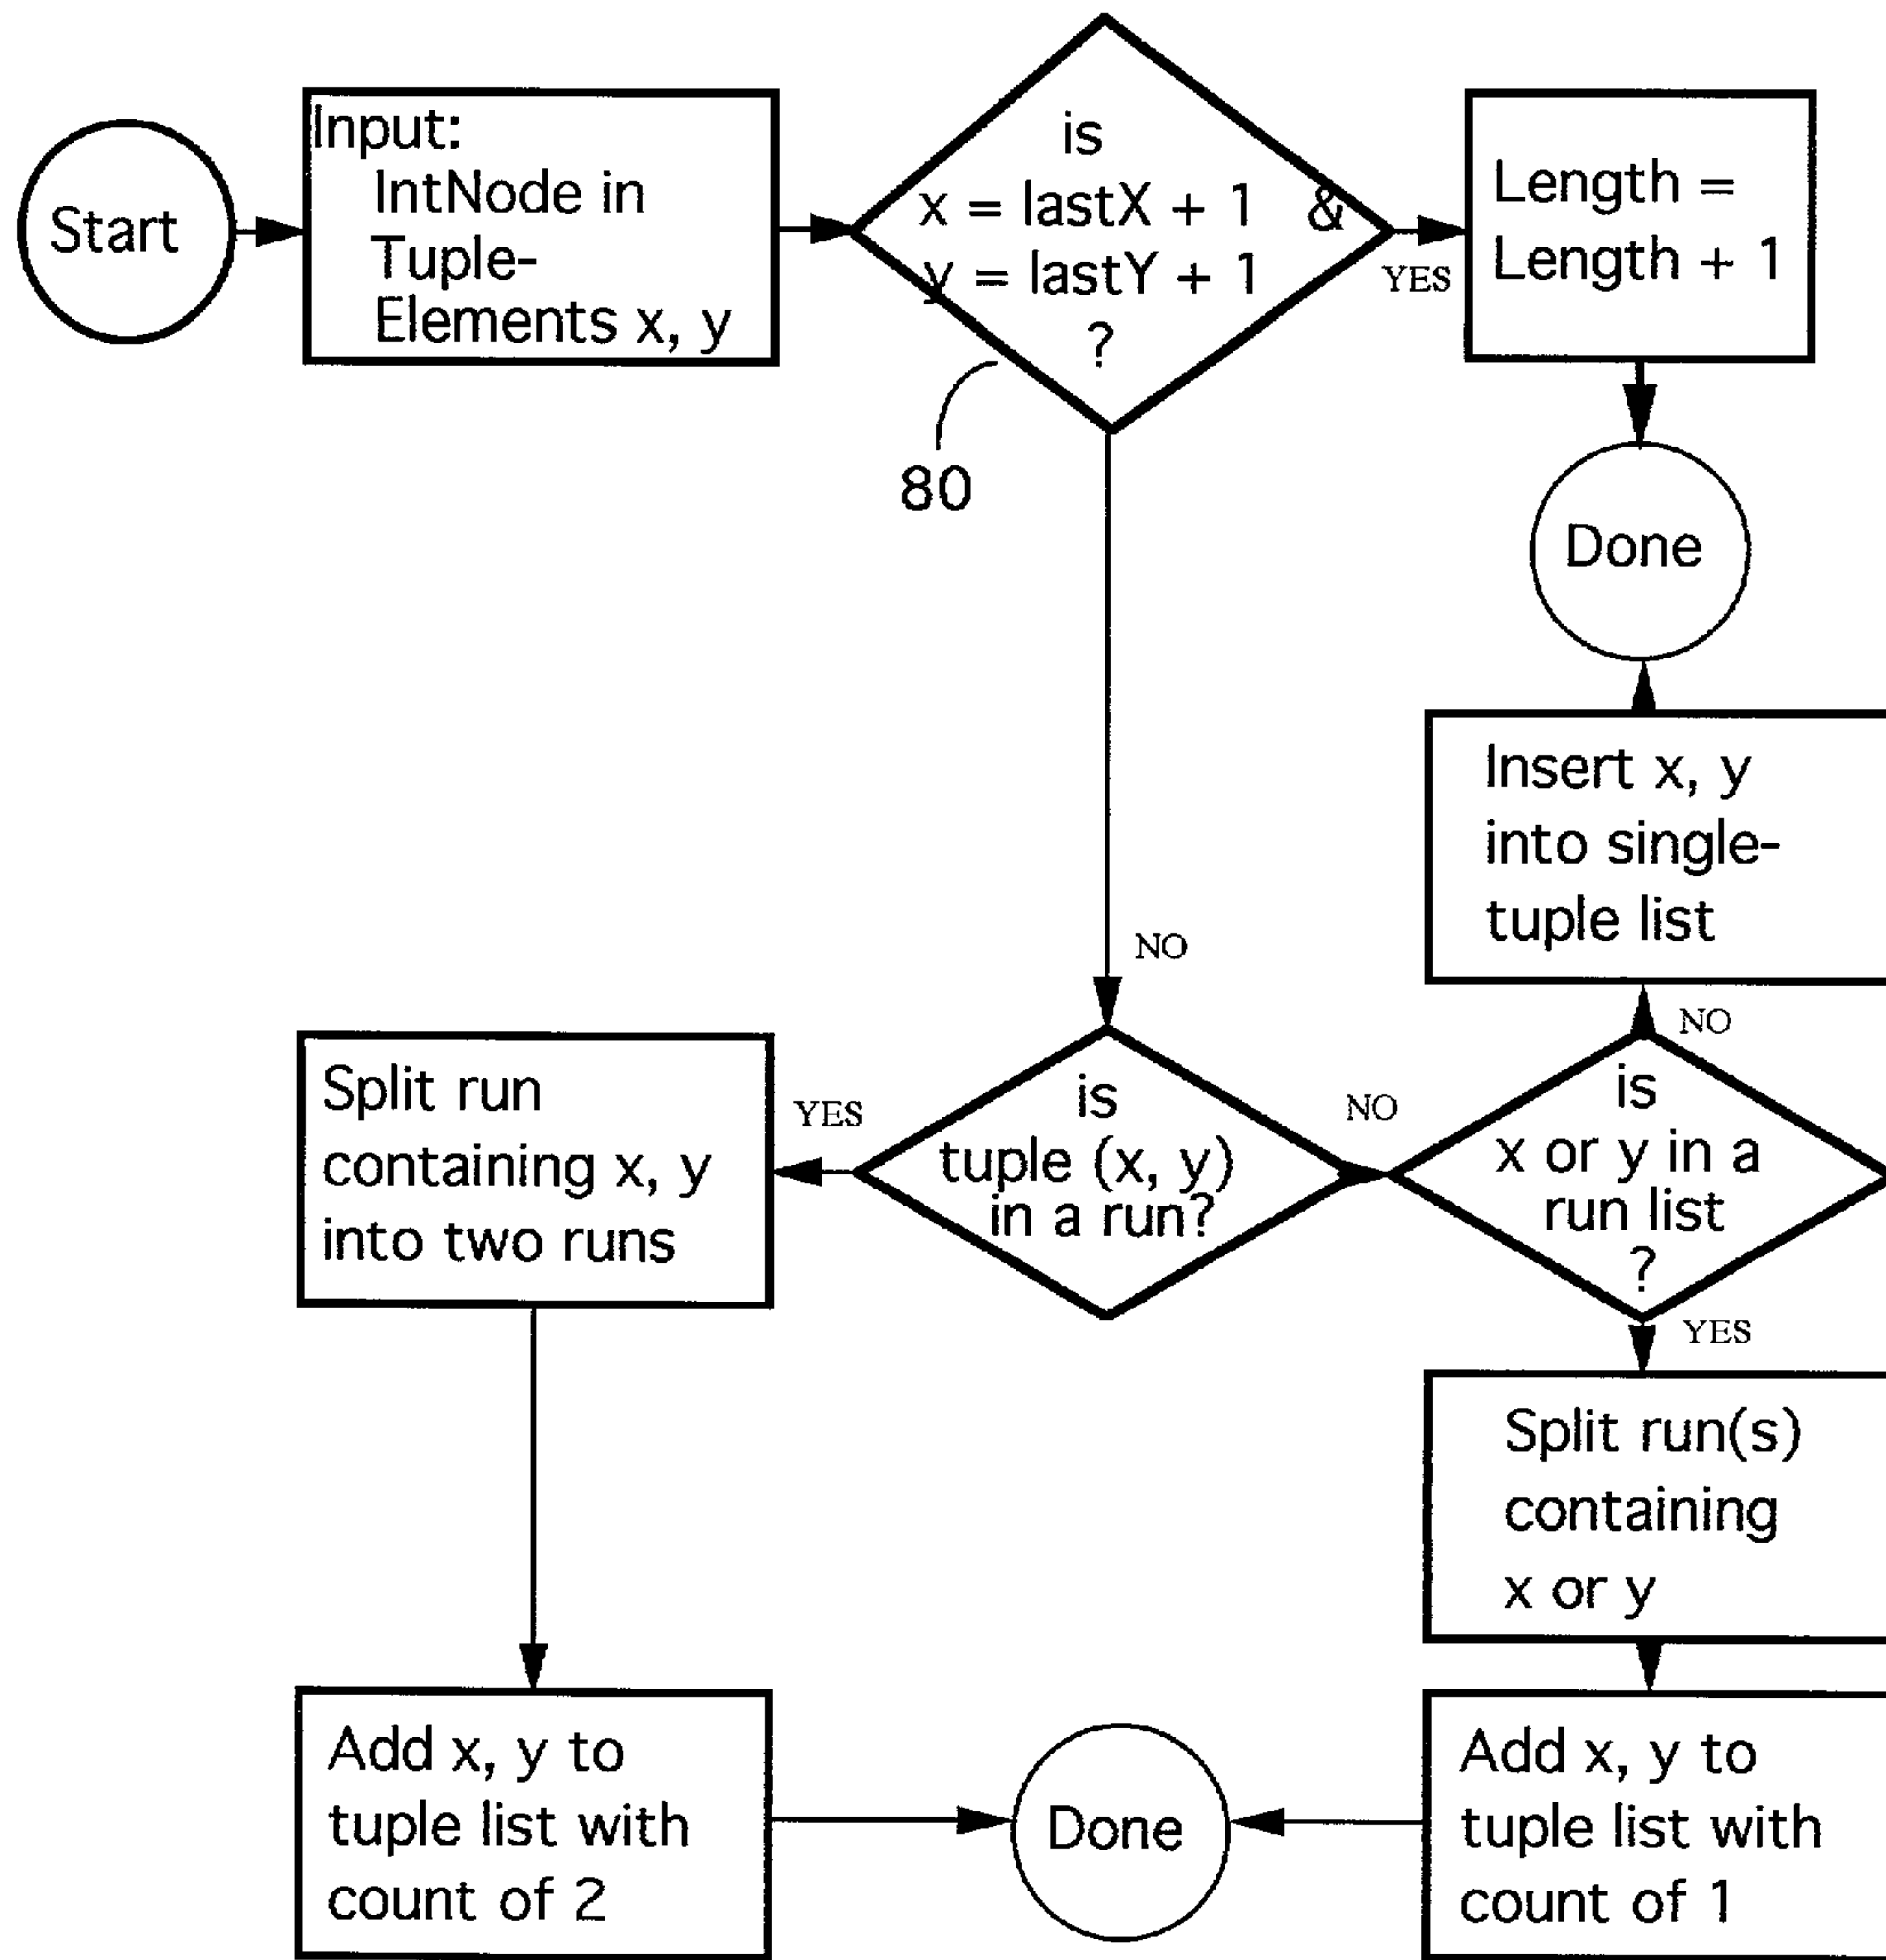 Start
Input:
IntNode in
Tuple-
Elements x, y
is
x = lastX + 1 &
y = lastY + 1
?
YES
Length =
Length + 1
80
Done
Insert x, y
into single-
tuple list
NO
NO
Split run
containing x, y
into two runs
YES
is
tuple (x, y)
in a run?
NO
is
x or y in a
run list
?
YES
Split run(s)
containing
x or y
Add x, y to
tuple list with
count of 2
Done
Add x, y to
tuple list with
count of 1